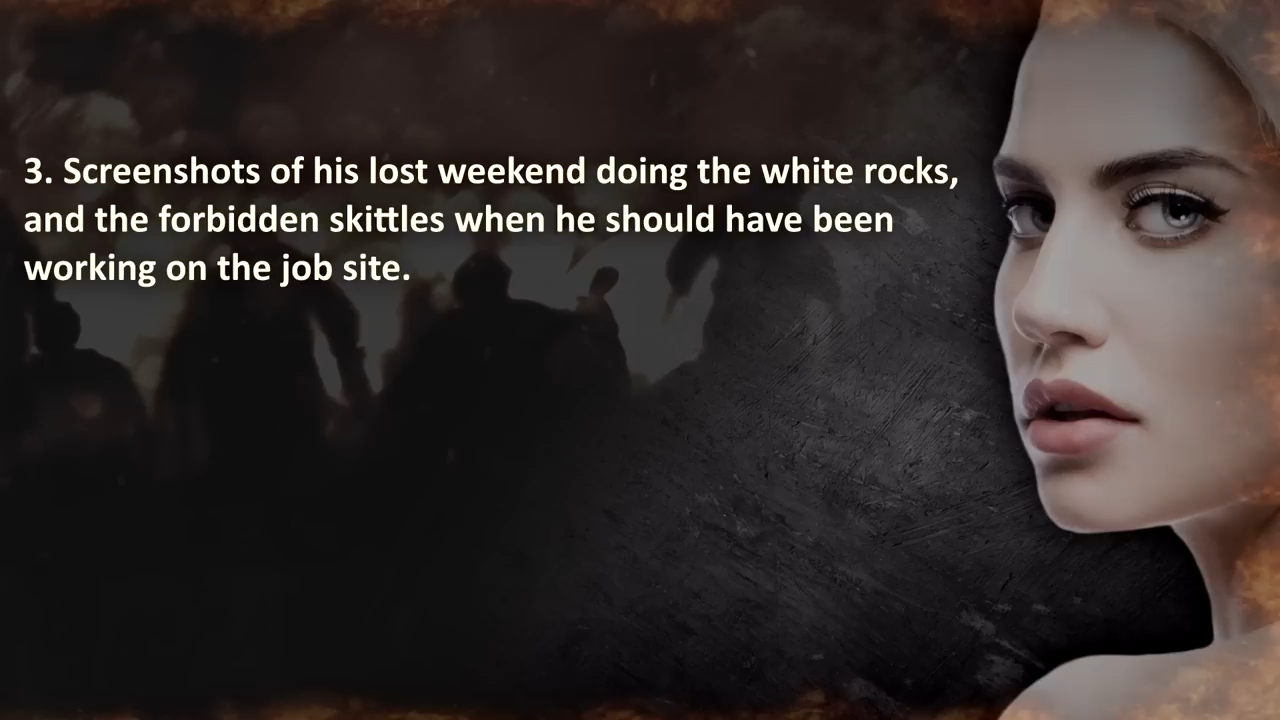 3. Screenshots of his lost weekend doing the white rocks,
and the forbidden skittles when he should have been
working on the job site.